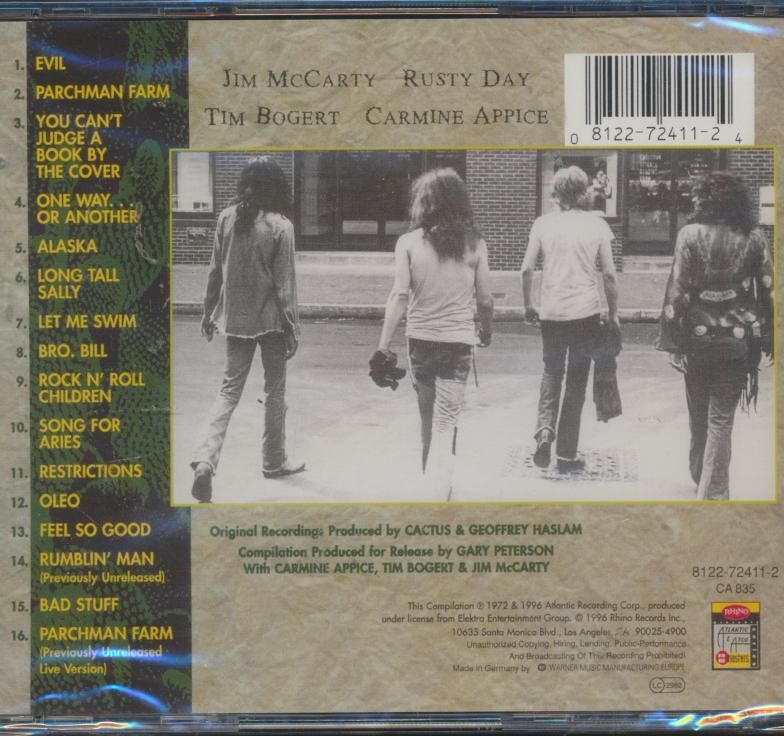 1. EVIL
2. PARCHMAN FARM
3. YOU CAN'T
JUDGE A
BOOK BY
THE COVER
4. ONE WAY. . .
OR ANOTHER
5. ALASKA
6. LONG TALL
SALLY
7. LET ME SWIM
8. BRO. BILL
9. ROCK N' ROLL
CHILDREN
10. SONG FOR
ARIES
11. RESTRICTIONS
12. OLEO
13. FEEL SO GOOD
14. RUMBLIN' MAN
(Previously Unreleased)
15. BAD STUFF
16. PARCHMAN FARM
(Previously Unreleased
Live Version)
JIM MCCARTY RUSTY DAY
TIM BOGERT CARMINE APPICE
0 8122-72411-2 4
Original Recordings Produced by CACTUS & GEOFFREY HASLAM
Compilation Produced for Release by GARY PETERSON
With CARMINE APPICE, TIM BOGERT & JIM McCARTY
8122-72411-2
CA 835
This Compilation ℗ 1972 & 1996 Atlantic Recording Corp., produced
under license from Elektra Entertainment Group. © 1996 Rhino Records Inc.,
10635 Santa Monica Blvd., Los Angeles, CA. 90025-4900
Unauthorized Copying, Hiring, Lending, Public-Performance
And Broadcasting Of This Recording Prohibited!
Made in Germany by WARNER MUSIC MANUFACTURING EUROPE
LC 2982
RHINO
ATLANTIC